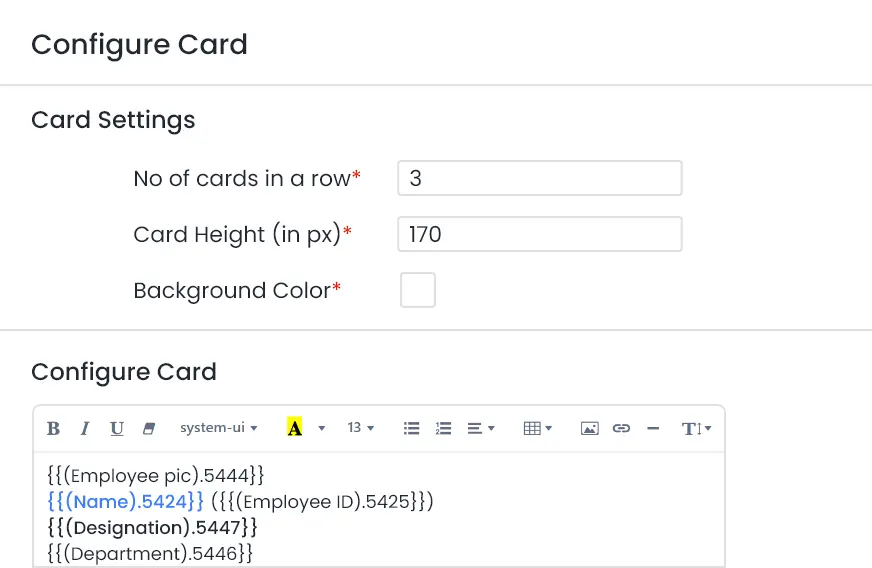 Configure Card
Card Settings
No of cards in a row* 3
Card Height (in px)* 170
Background Color*
Configure Card
B I U system-ui A 13 T
{{(Employee pic).5444}}
{{(Name).5424}} ({{(Employee ID).5425}})
{{(Designation).5447}}
{{(Department).5446}}